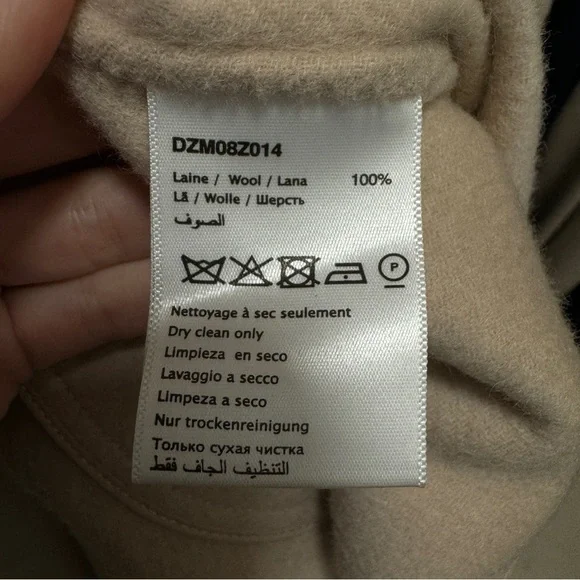 DZM08Z014
Laine / Wool / Lana 100%
Lã / Wolle / Шерсть
الصوف
P
Nettoyage à sec seulement
Dry clean only
Limpieza en seco
Lavaggio a secco
Limpeza a seco
Nur trockenreinigung
Только сухая чистка
التنظيف الجاف فقط